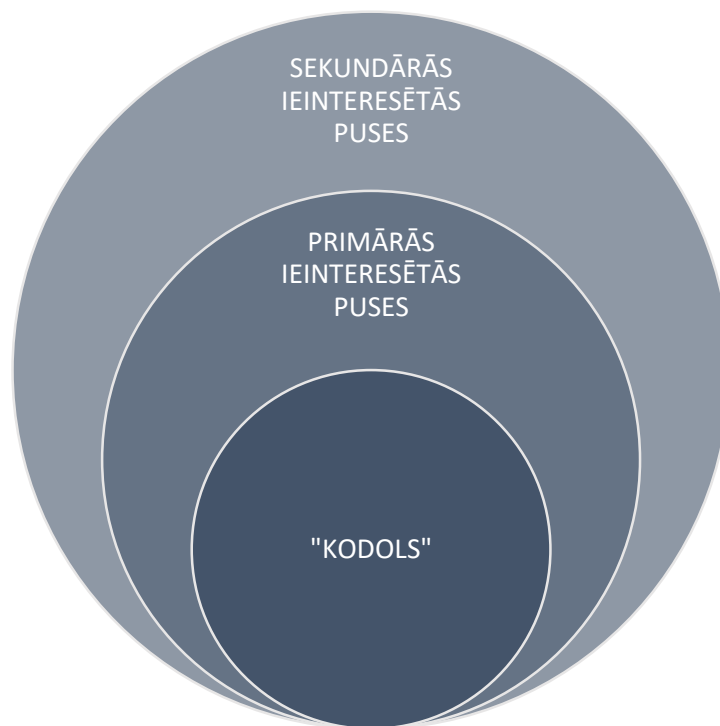 SEKUNDĀRĀS
IEINTERESĒTĀS
PUSES
PRIMĀRĀS
IEINTERESĒTĀS
PUSES
"KODOLS"